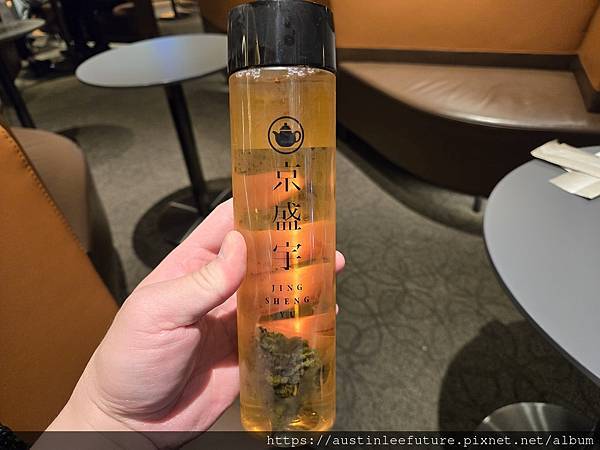 京
盛
宇
JING
SHENG
YU
https://austinleefuture.pixnet.net/album